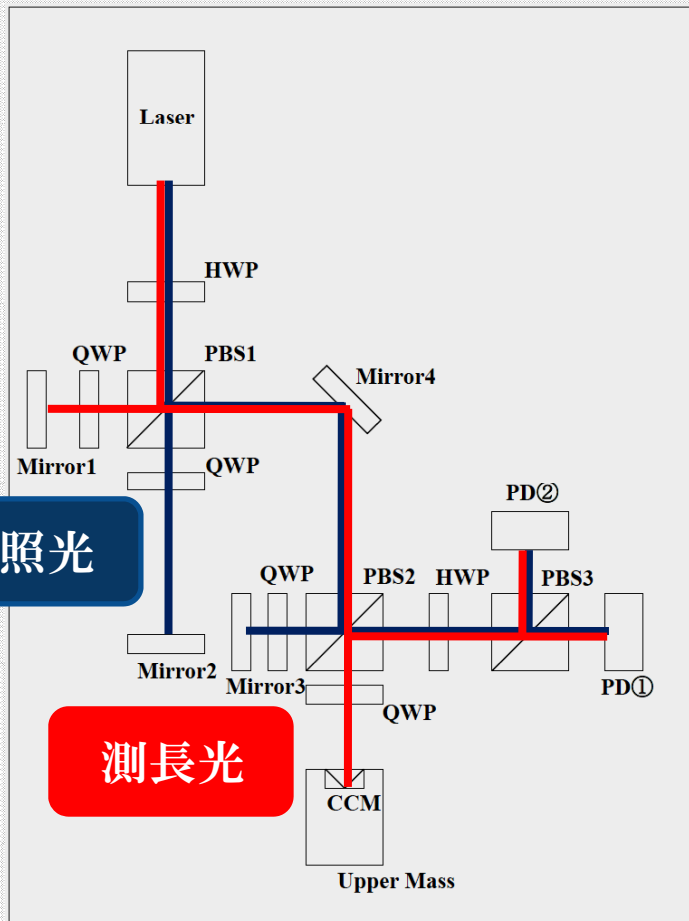 Laser
HWP
QWP
PBS1
Mirror4
Mirror1
QWP
PD②
照光
QWP
PBS2
HWP
PBS3
Mirror2
Mirror3
PD①
QWP
測長光
CCM
Upper Mass